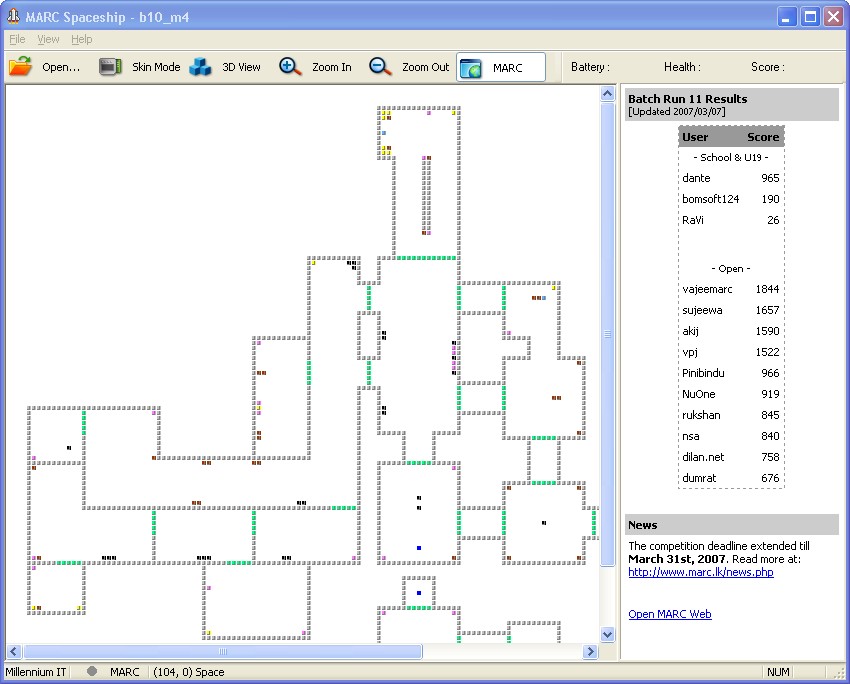 MARC Spaceship - b10_m4
File View Help
Open... Skin Mode 3D View Zoom In Zoom Out MARC Battery : Health : Score :
Batch Run 11 Results
[Updated 2007/03/07]
User Score
- School & U19 -
dante 965
bomsoft124 190
RaVi 26
- Open -
vajeemarc 1844
sujeewa 1657
akij 1590
vpj 1522
Pinibindu 966
NuOne 919
rukshan 845
nsa 840
dilan.net 758
dumrat 676
News
The competition deadline extended till
March 31st, 2007. Read more at:
http://www.marc.lk/news.php
Open MARC Web
Millennium IT MARC (104, 0) Space NUM